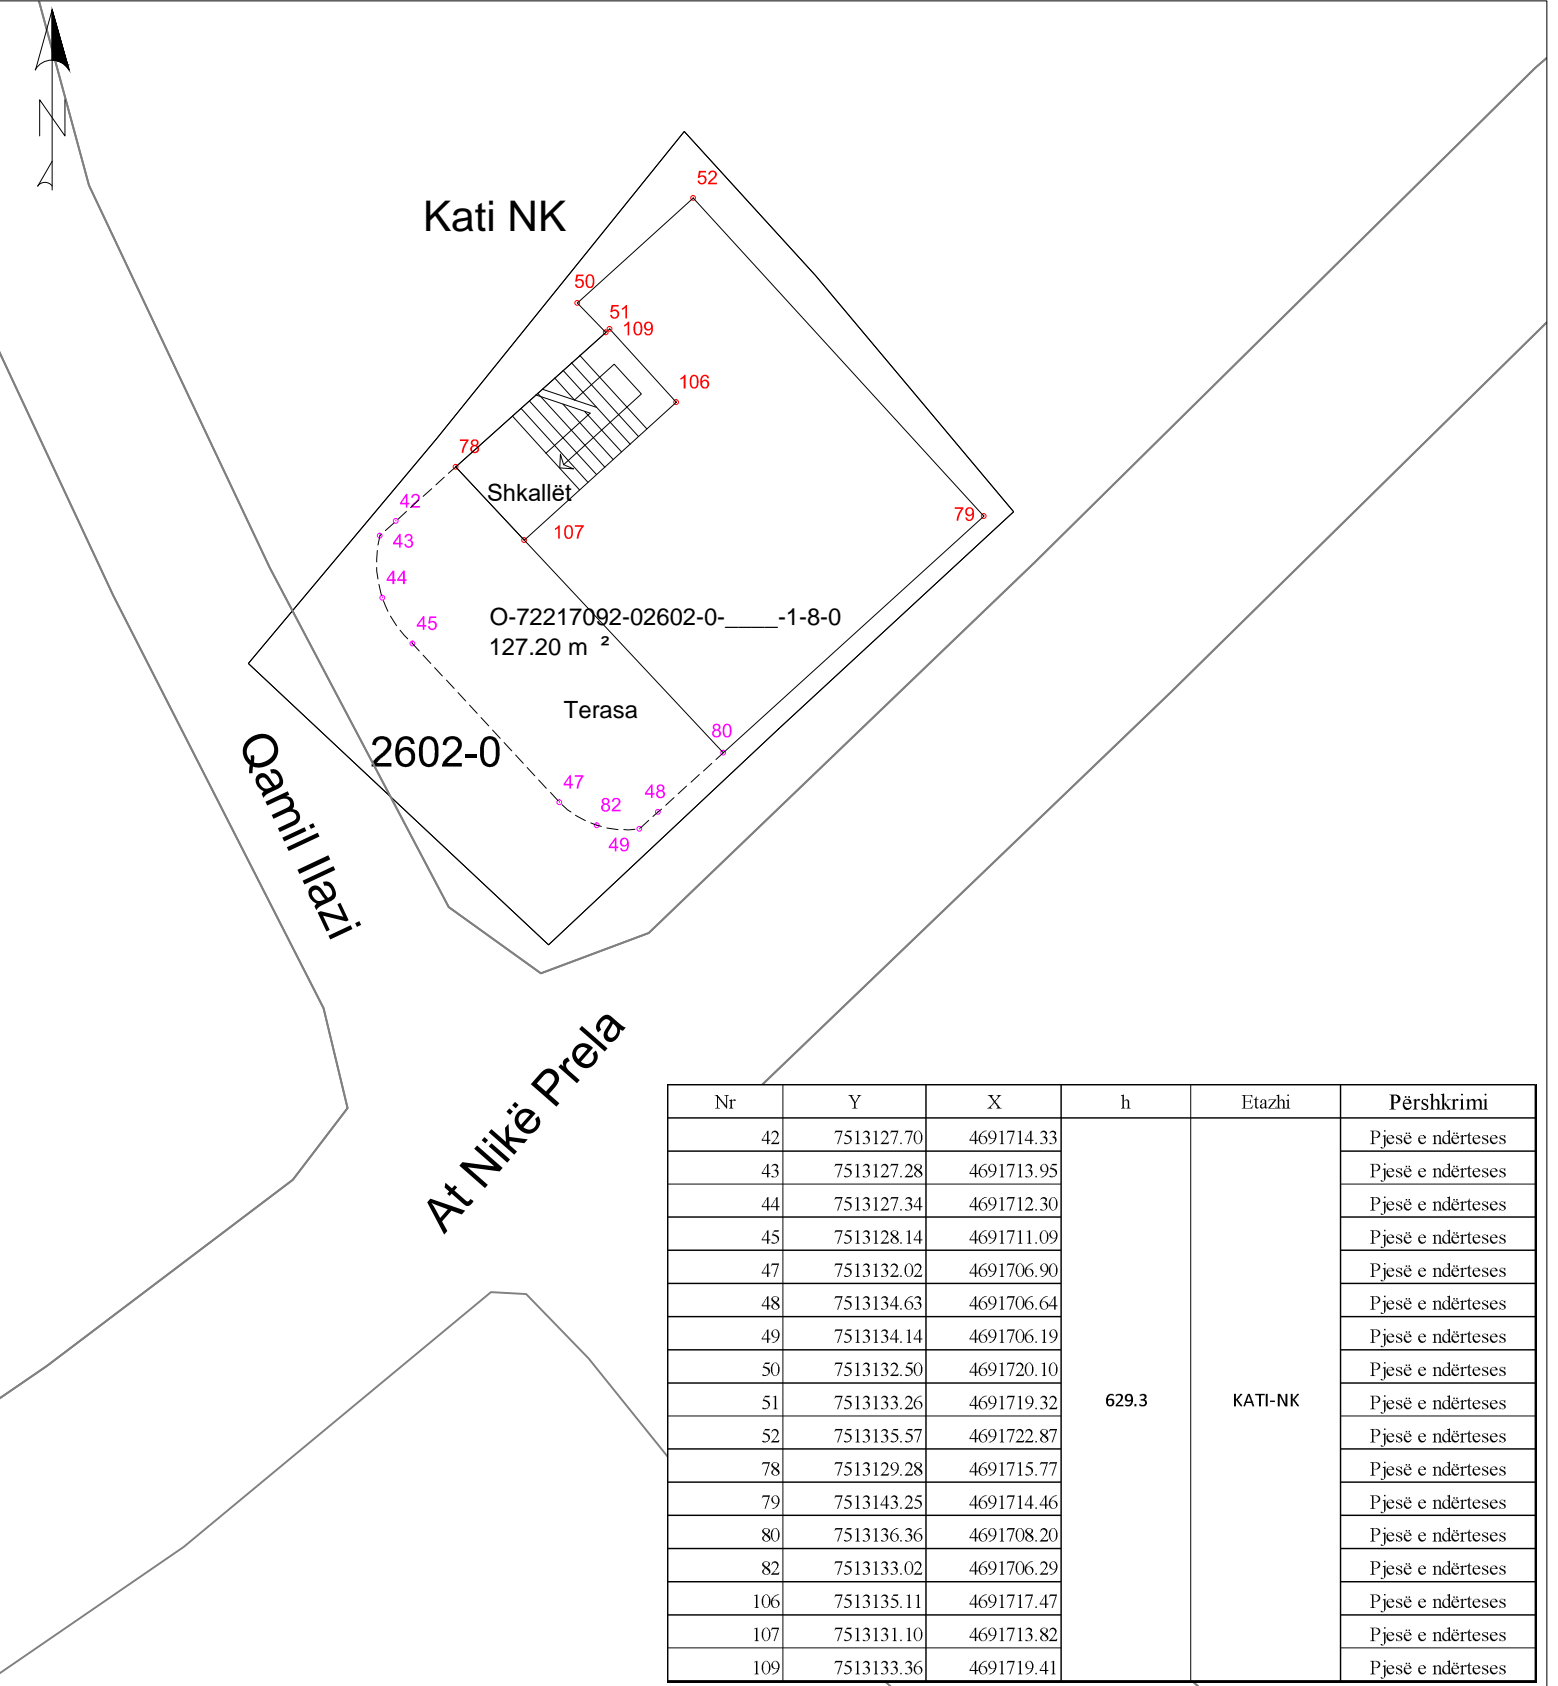 N
52
Kati NK
50
51
109
106
78
Shkallët
42
79
107
43
44
O-72217092-02602-0-____-1-8-0
45
127.20 m ²
Terasa
80
2602-0
Qamil Ilazi
47
48
82
49
At Nikë Prela
Nr Y X h Etazhi Përshkrimi
42 7513127.70 4691714.33 Pjesë e ndërteses
43 7513127.28 4691713.95 Pjesë e ndërteses
44 7513127.34 4691712.30 Pjesë e ndërteses
45 7513128.14 4691711.09 Pjesë e ndërteses
47 7513132.02 4691706.90 Pjesë e ndërteses
48 7513134.63 4691706.64 Pjesë e ndërteses
49 7513134.14 4691706.19 Pjesë e ndërteses
50 7513132.50 4691720.10 Pjesë e ndërteses
51 7513133.26 4691719.32 629.3 KATI-NK Pjesë e ndërteses
52 7513135.57 4691722.87 Pjesë e ndërteses
78 7513129.28 4691715.77 Pjesë e ndërteses
79 7513143.25 4691714.46 Pjesë e ndërteses
80 7513136.36 4691708.20 Pjesë e ndërteses
82 7513133.02 4691706.29 Pjesë e ndërteses
106 7513135.11 4691717.47 Pjesë e ndërteses
107 7513131.10 4691713.82 Pjesë e ndërteses
109 7513133.36 4691719.41 Pjesë e ndërteses